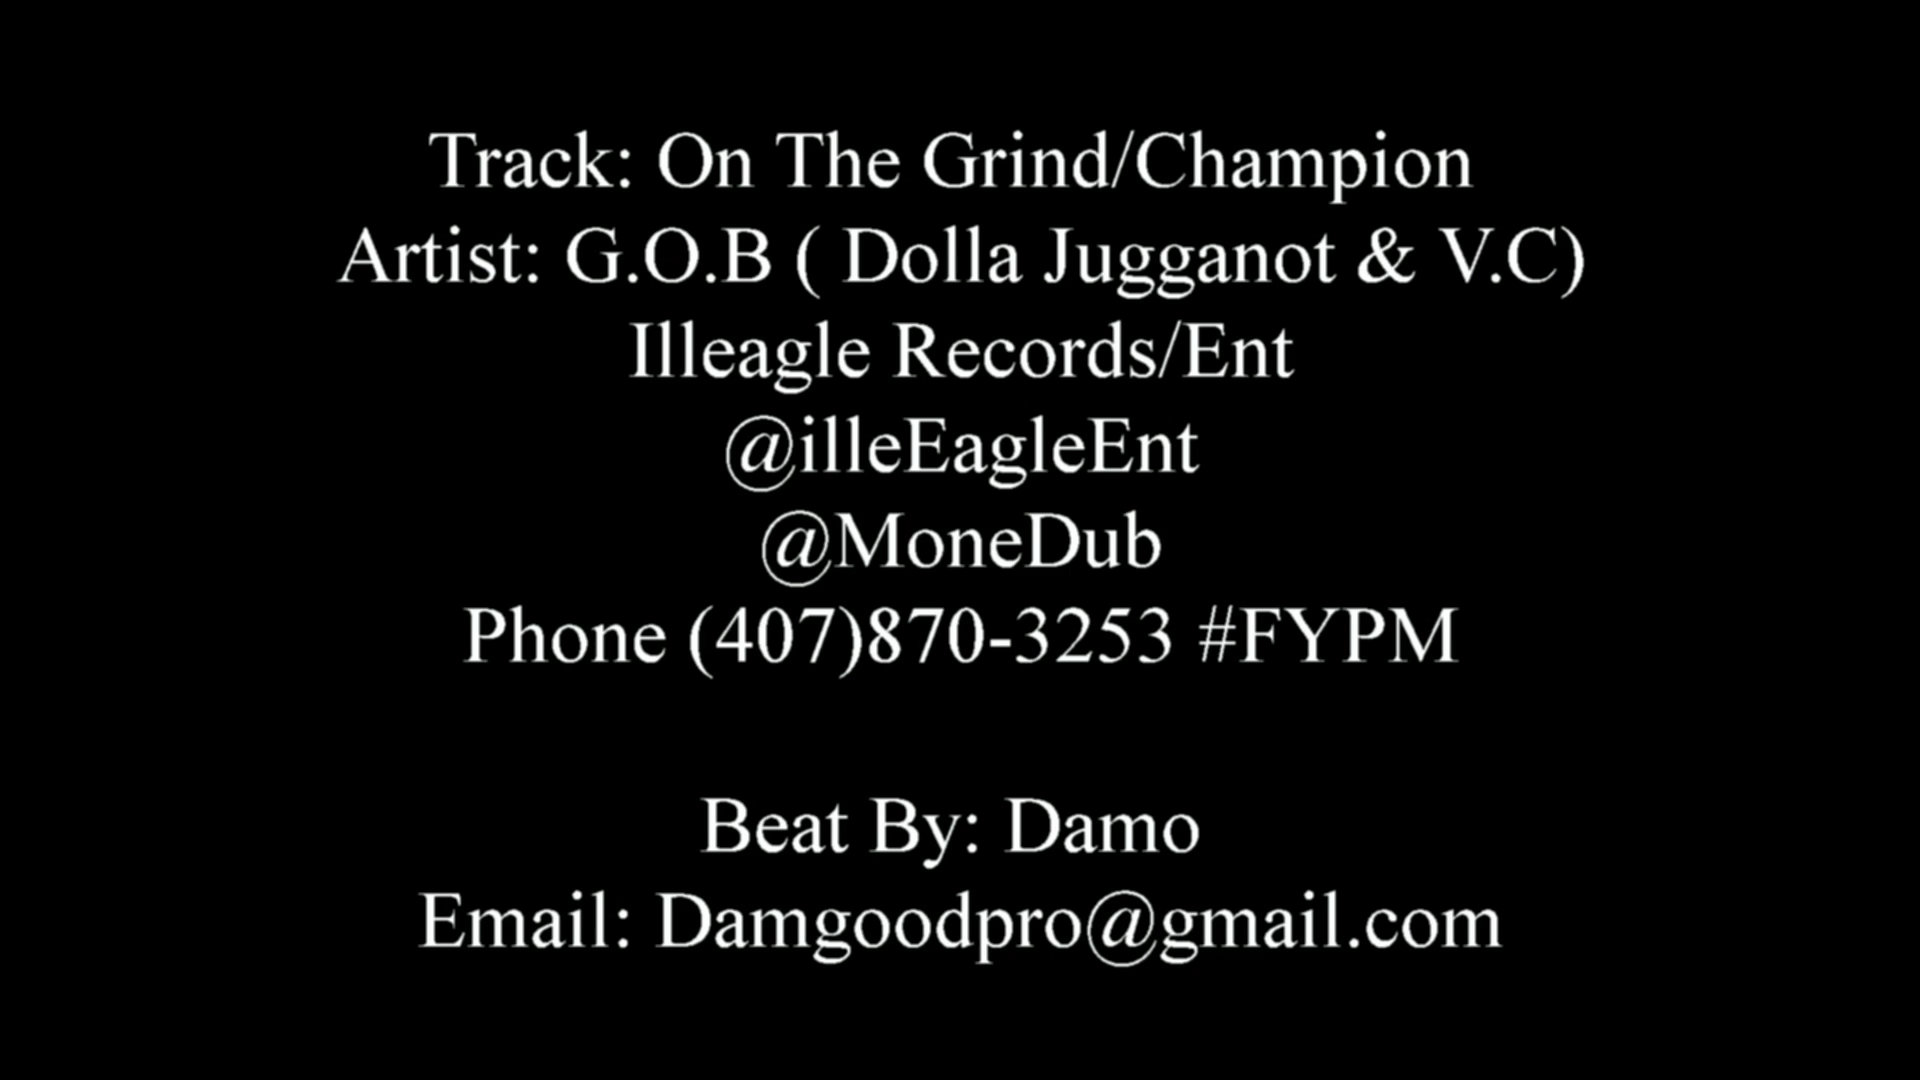 Track: On The Grind/Champion
Artist: G.O.B ( Dolla Jugganot & V.C)
Illeagle Records/Ent
@illeEagleEnt
@MoneDub
Phone (407)870-3253 #FYPM
Beat By: Damo
Email: Damgoodpro@gmail.com